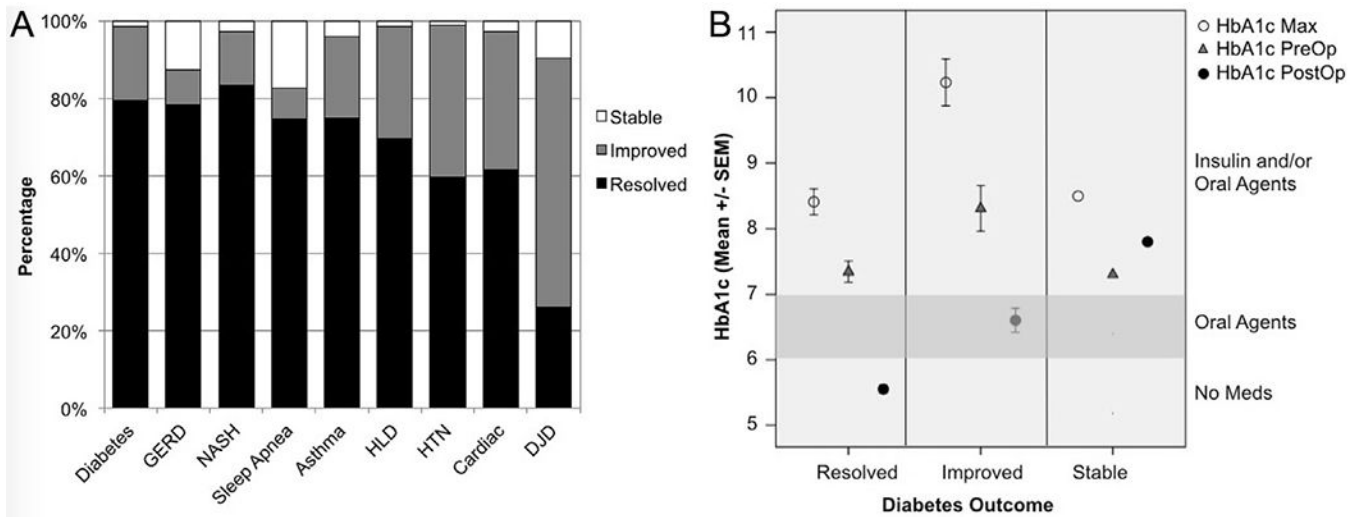 A
100%
80%
60%
40%
20%
0%
Percentage
Diabetes
GERD
NASH
Sleep Apnea
Asthma
HLD
HTN
Cardiac
DJD
Stable
Improved
Resolved
B
11
10
9
8
7
6
5
HbA1c (Mean +/- SEM)
Resolved
Improved
Stable
Diabetes Outcome
HbA1c Max
HbA1c PreOp
HbA1c PostOp
Insulin and/or
Oral Agents
Oral Agents
No Meds